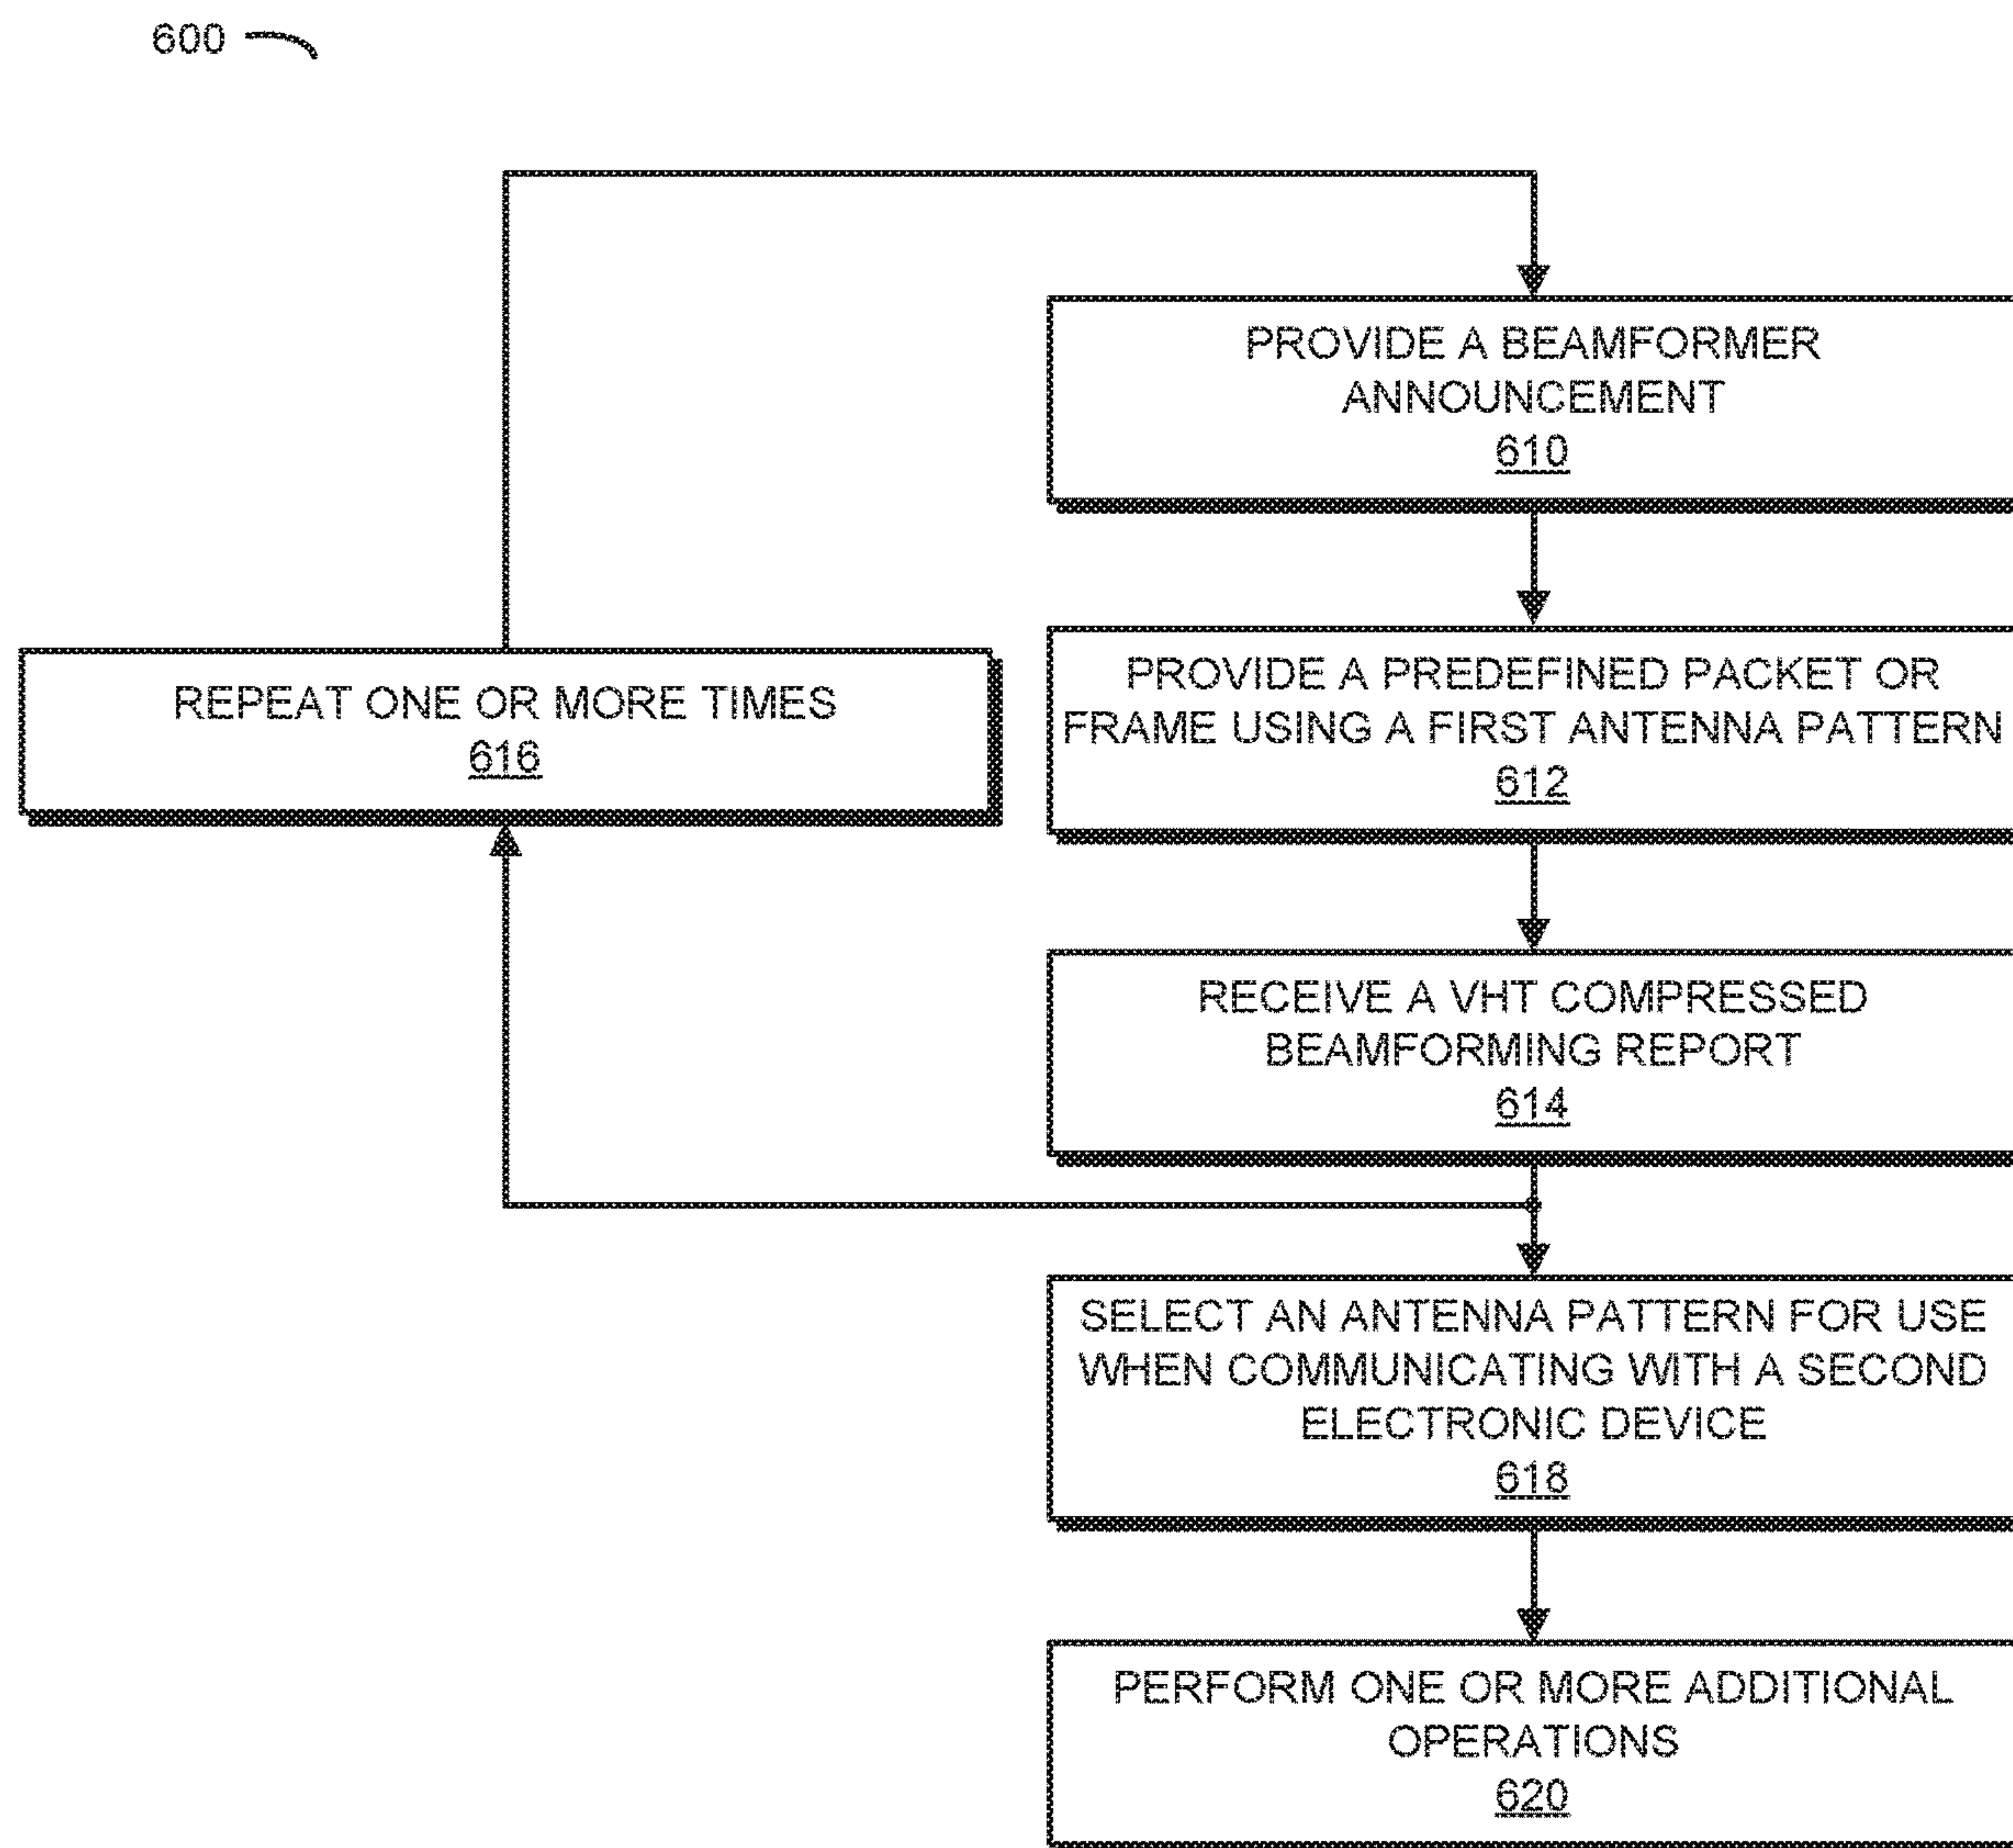 600
PROVIDE A BEAMFORMER
ANNOUNCEMENT
610
PROVIDE A PREDEFINED PACKET OR
FRAME USING A FIRST ANTENNA PATTERN
612
REPEAT ONE OR MORE TIMES
616
RECEIVE A VHT COMPRESSED
BEAMFORMING REPORT
614
SELECT AN ANTENNA PATTERN FOR USE
WHEN COMMUNICATING WITH A SECOND
ELECTRONIC DEVICE
618
PERFORM ONE OR MORE ADDITIONAL
OPERATIONS
620